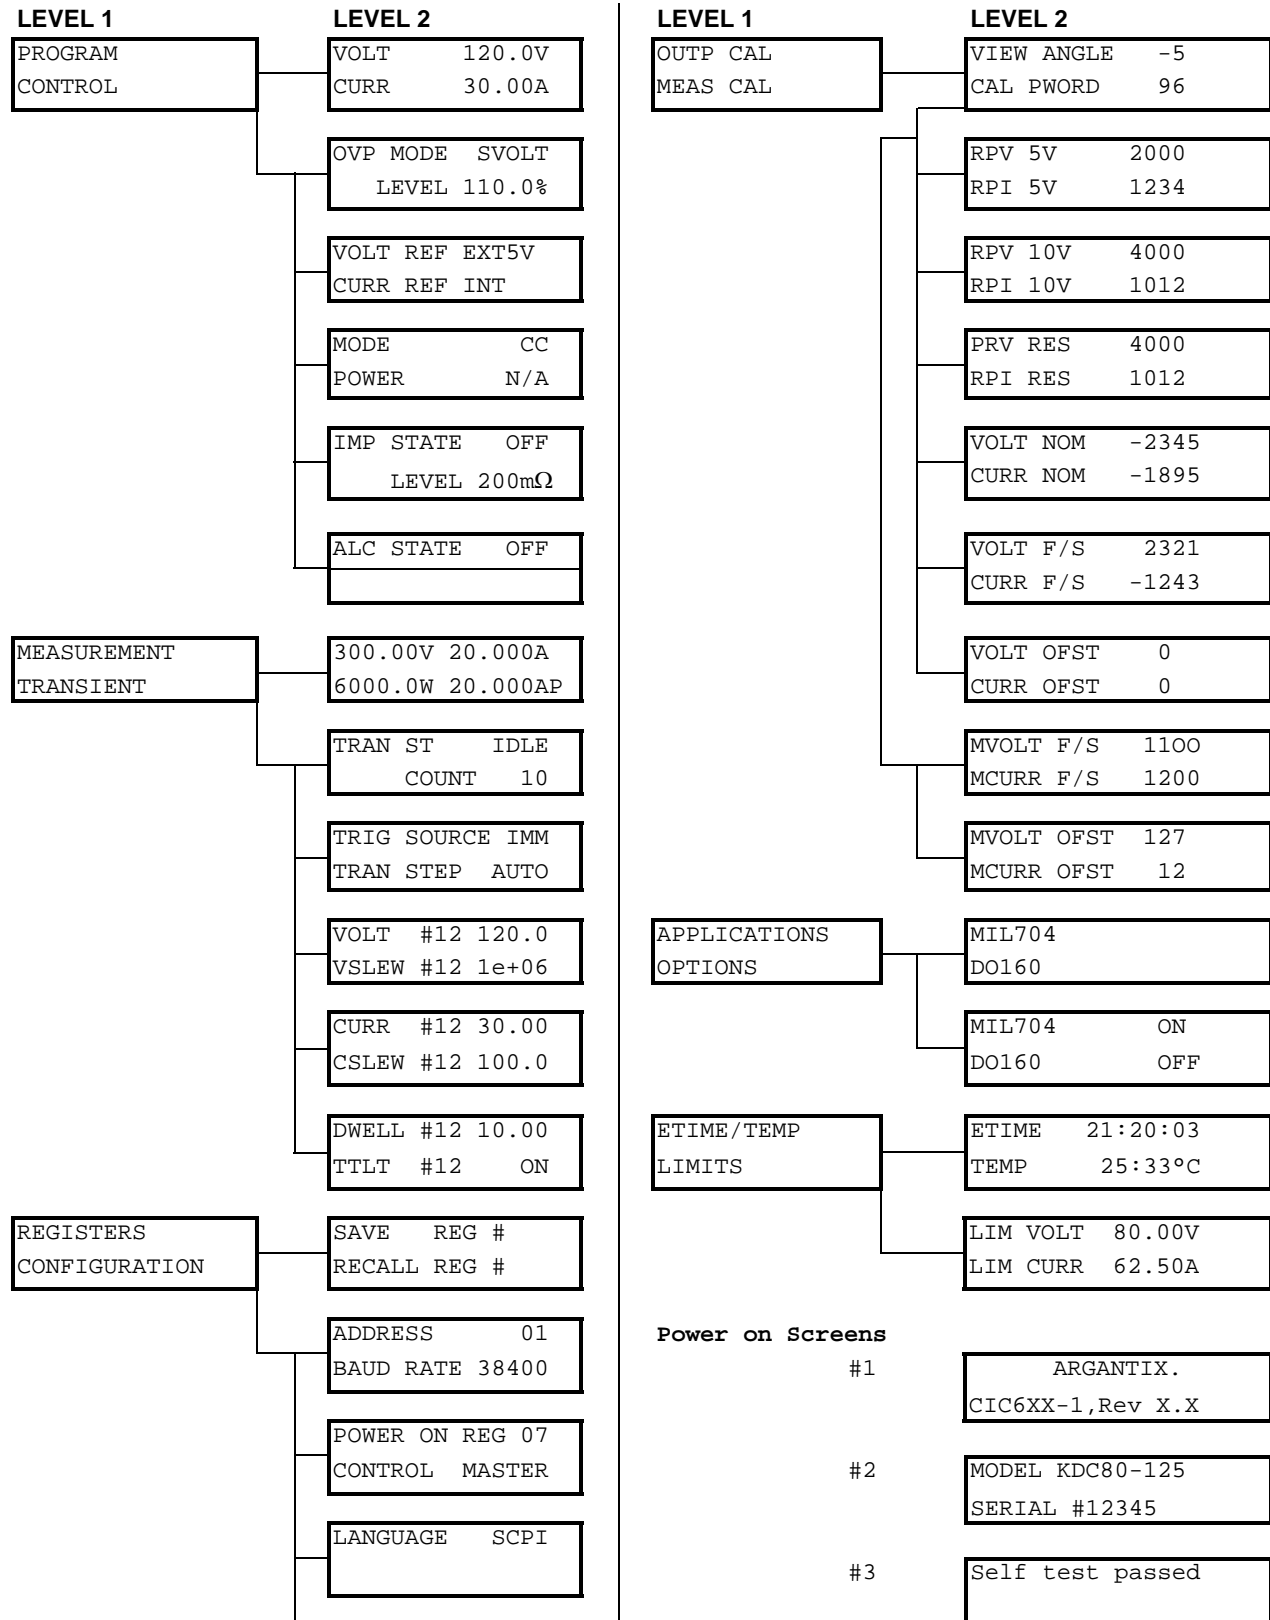 LEVEL 1 LEVEL 2
PROGRAM
CONTROL
VOLT 120.0V
CURR 30.00A
OVP MODE SVOLT
LEVEL 110.0%
VOLT REF EXT5V
CURR REF INT
MODE CC
POWER N/A
IMP STATE OFF
LEVEL 200mΩ
ALC STATE OFF
MEASUREMENT
TRANSIENT
300.00V 20.000A
6000.0W 20.000AP
TRAN ST IDLE
COUNT 10
TRIG SOURCE IMM
TRAN STEP AUTO
VOLT #12 120.0
VSLEW #12 1e+06
CURR #12 30.00
CSLEW #12 100.0
DWELL #12 10.00
TTLT #12 ON
REGISTERS
CONFIGURATION
SAVE REG #
RECALL REG #
ADDRESS 01
BAUD RATE 38400
POWER ON REG 07
CONTROL MASTER
LANGUAGE SCPI
LEVEL 1 LEVEL 2
OUTP CAL
MEAS CAL
VIEW ANGLE -5
CAL PWORD 96
RPV 5V 2000
RPI 5V 1234
RPV 10V 4000
RPI 10V 1012
PRV RES 4000
RPI RES 1012
VOLT NOM -2345
CURR NOM -1895
VOLT F/S 2321
CURR F/S -1243
VOLT OFST 0
CURR OFST 0
MVOLT F/S 11OO
MCURR F/S 1200
MVOLT OFST 127
MCURR OFST 12
APPLICATIONS
OPTIONS
MIL704
DO160
MIL704 ON
DO160 OFF
ETIME/TEMP
LIMITS
ETIME 21:20:03
TEMP 25:33°C
LIM VOLT 80.00V
LIM CURR 62.50A
Power on Screens
#1
ARGANTIX.
CIC6XX-1,Rev X.X
#2
MODEL KDC80-125
SERIAL #12345
#3
Self test passed